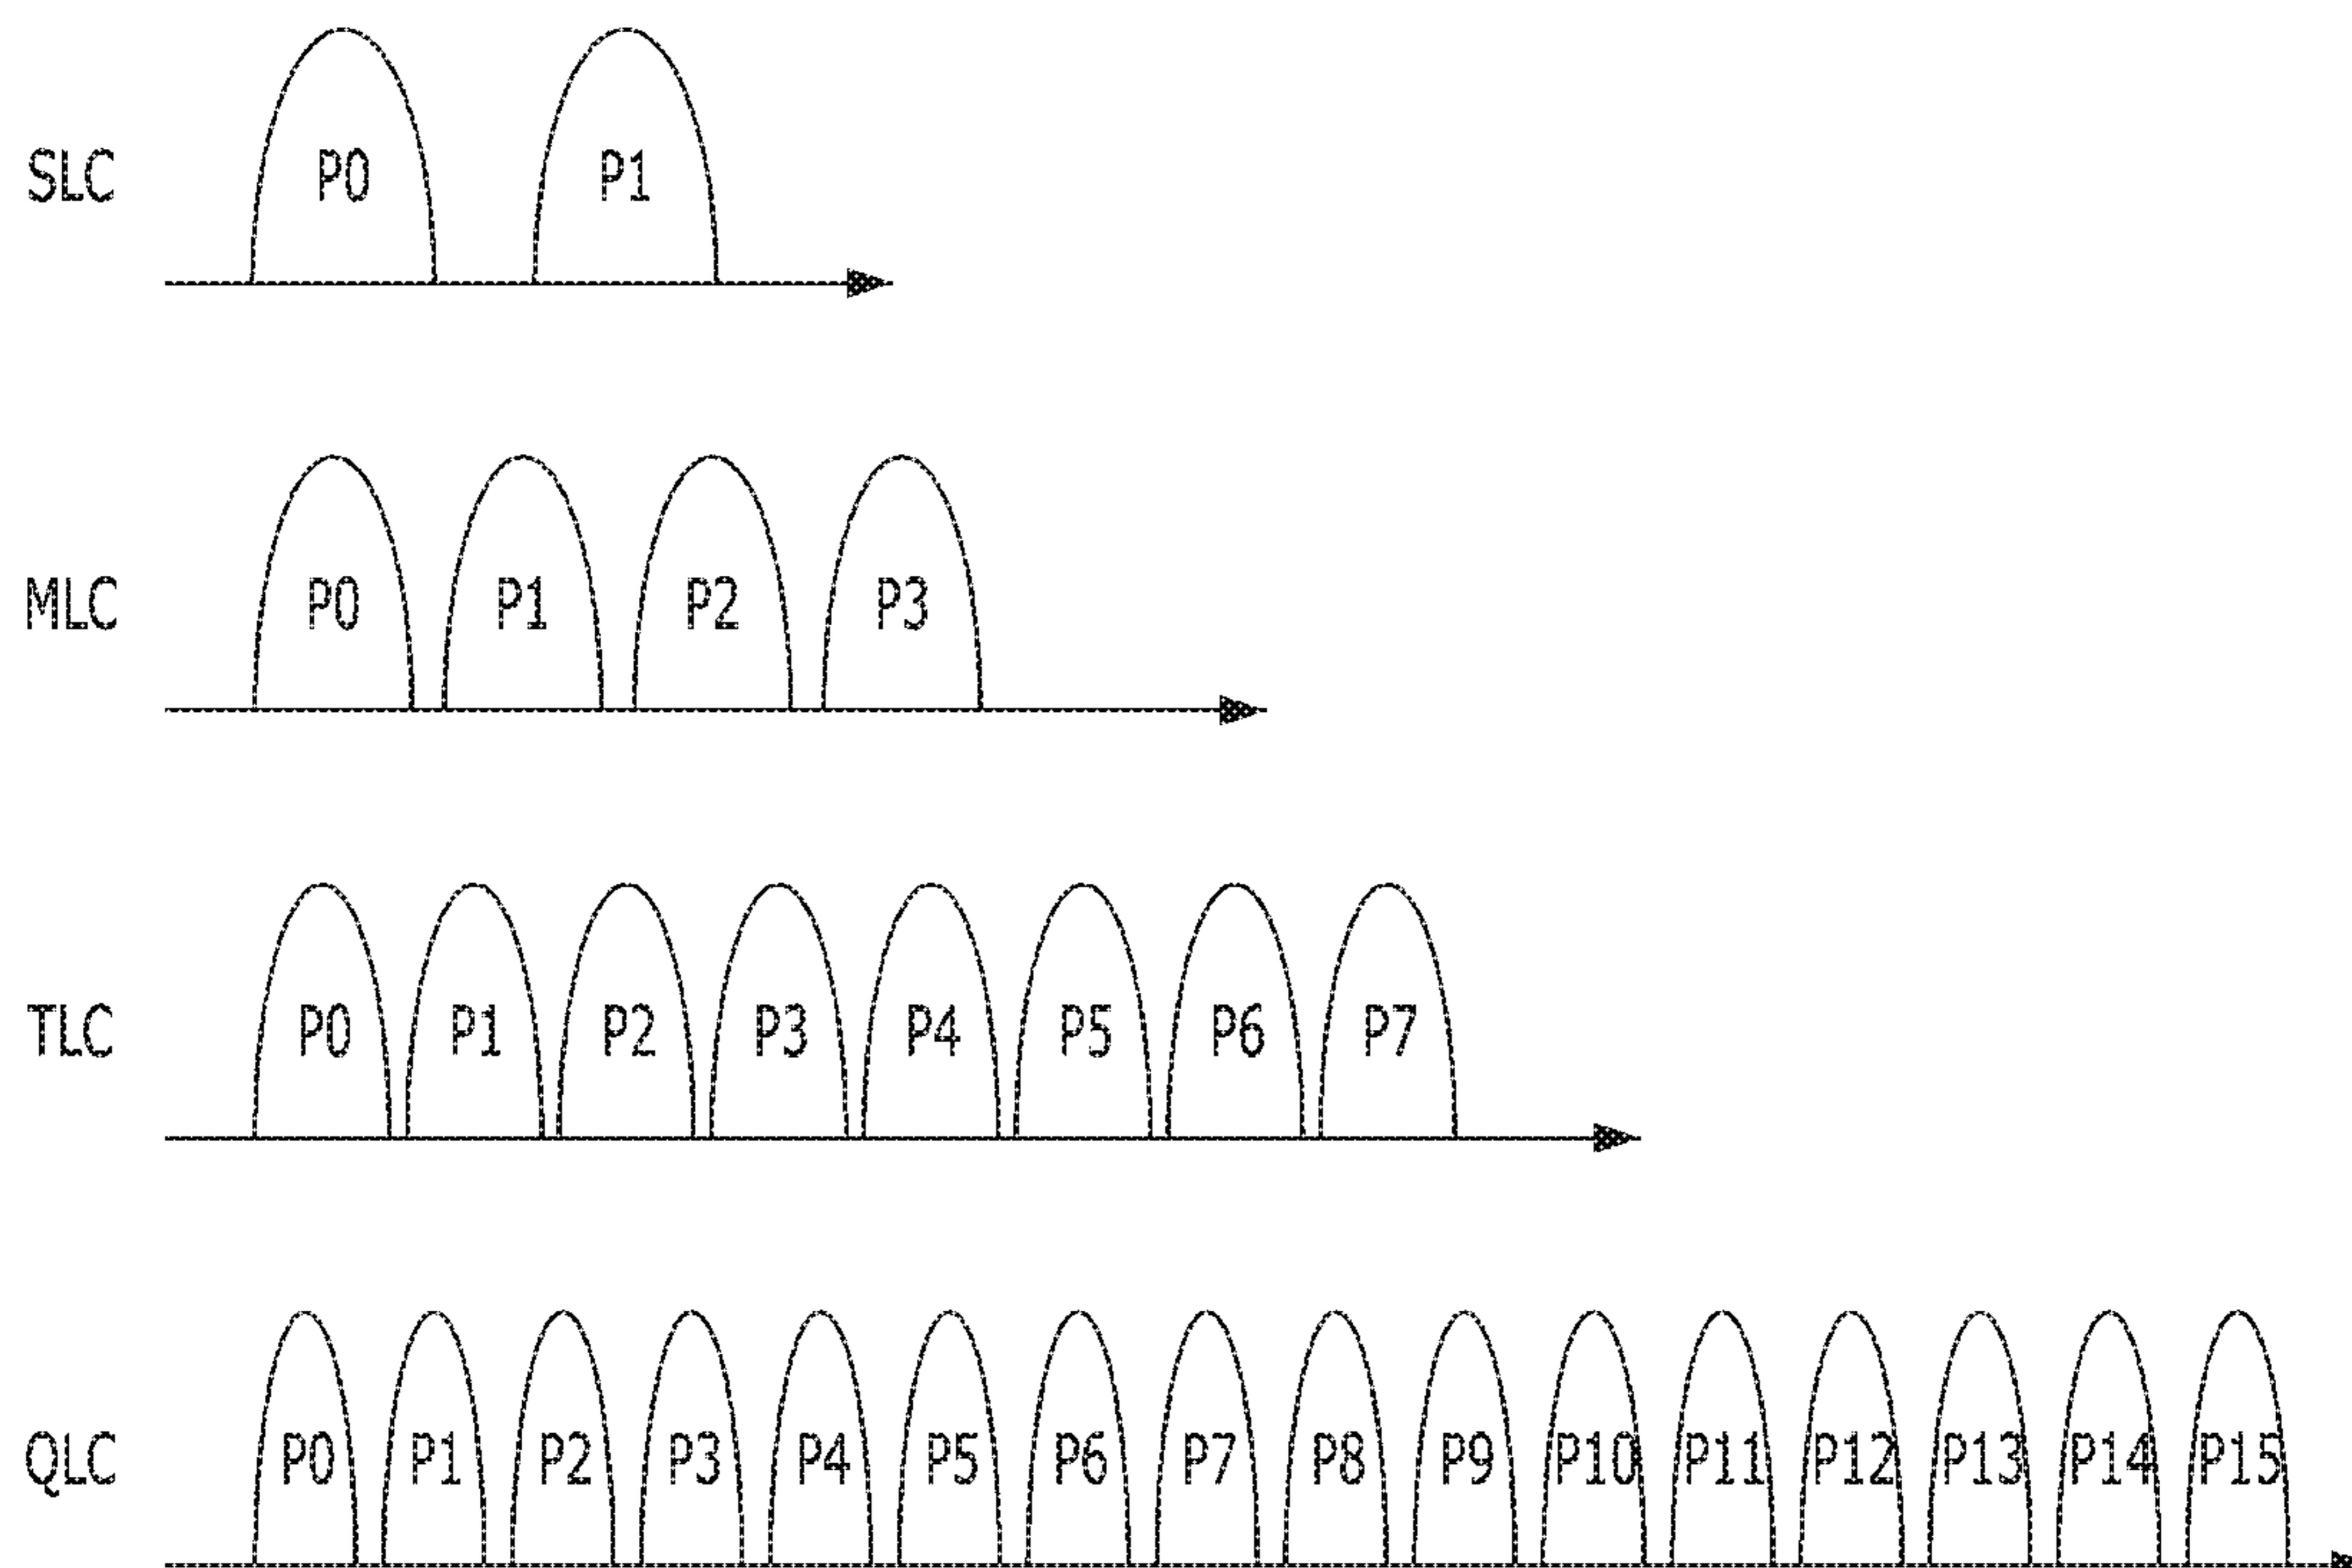 SLC P0 P1
MLC P0 P1 P2 P3
TLC P0 P1 P2 P3 P4 P5 P6 P7
QLC P0 P1 P2 P3 P4 P5 P6 P7 P8 P9 P10 P11 P12 P13 P14 P15